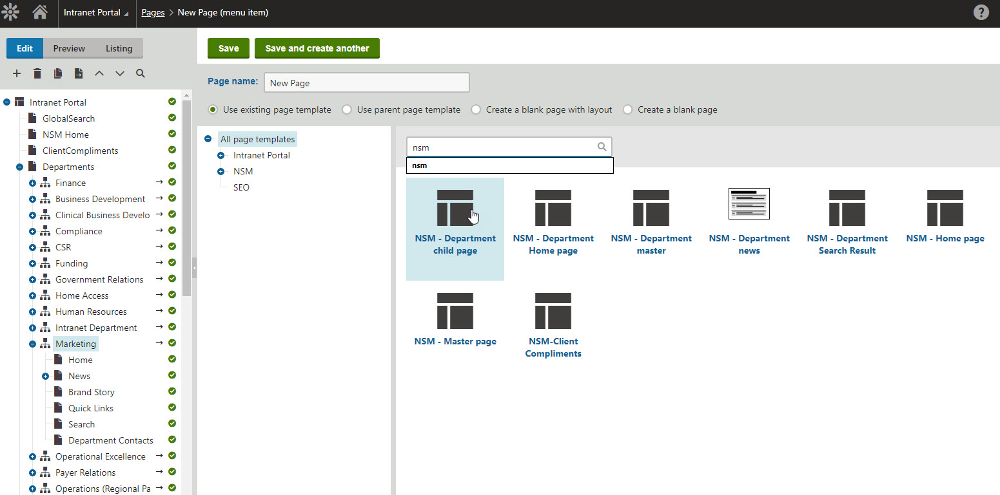 Intranet Portal
Pages > New Page (menu item)
?
Edit
Preview
Listing
Save
Save and create another
Page name:
New Page
Use existing page template
Use parent page template
Create a blank page with layout
Create a blank page
Intranet Portal
GlobalSearch
NSM Home
ClientCompliments
Departments
Finance
Business Development
Clinical Business Develo
Compliance
CSR
Funding
Government Relations
Home Access
Human Resources
Intranet Department
Marketing
Home
News
Brand Story
Quick Links
Search
Department Contacts
Operational Excellence
Payer Relations
Operations (Regional Pa
All page templates
Intranet Portal
NSM
SEO
nsm
nsm
NSM - Department
child page
NSM - Department
Home page
NSM - Department
master
NSM - Department
news
NSM - Department
Search Result
NSM - Home page
NSM - Master page
NSM-Client
Compliments